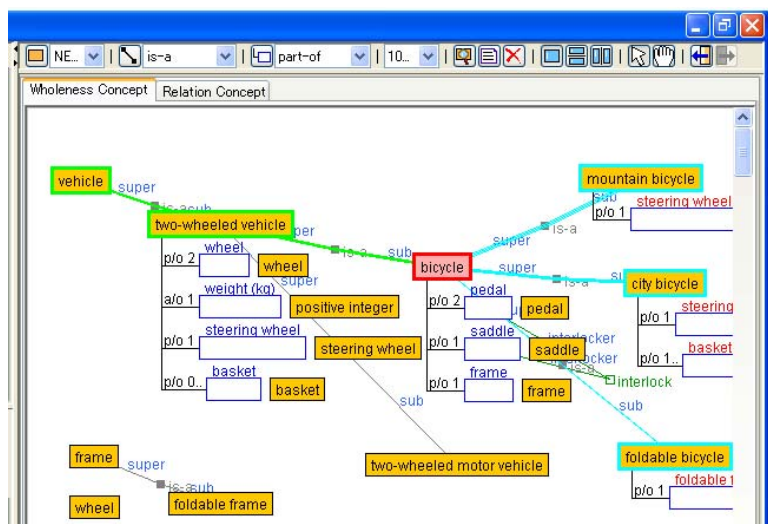 NE... is-a part-of 10...
Wholeness Concept Relation Concept
vehicle
super
is-a
sub
two-wheeled vehicle
super
is-a
sub
p/o 2 wheel
wheel
super
a/o 1 weight (kg)
positive integer
p/o 1 steering wheel
steering wheel
p/o 0.. basket
basket
sub
two-wheeled motor vehicle
bicycle
p/o 2 pedal
pedal
p/o 1 saddle
saddle
p/o 1 frame
frame
interlocker
interlock
is-a
sub
super
is-a
sub
mountain bicycle
p/o 1 steering wheel
super
is-a
city bicycle
p/o 1 steering
p/o 1.. basket
foldable bicycle
p/o 1 foldable
frame
super
is-a
sub
foldable frame
wheel